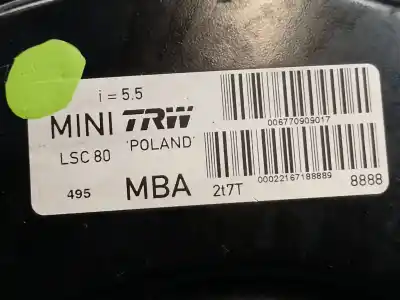 i = 5.5
MINI TRW
006770909017
LSC 80 'POLAND'
00022167188889
495 MBA 2t7T 8888